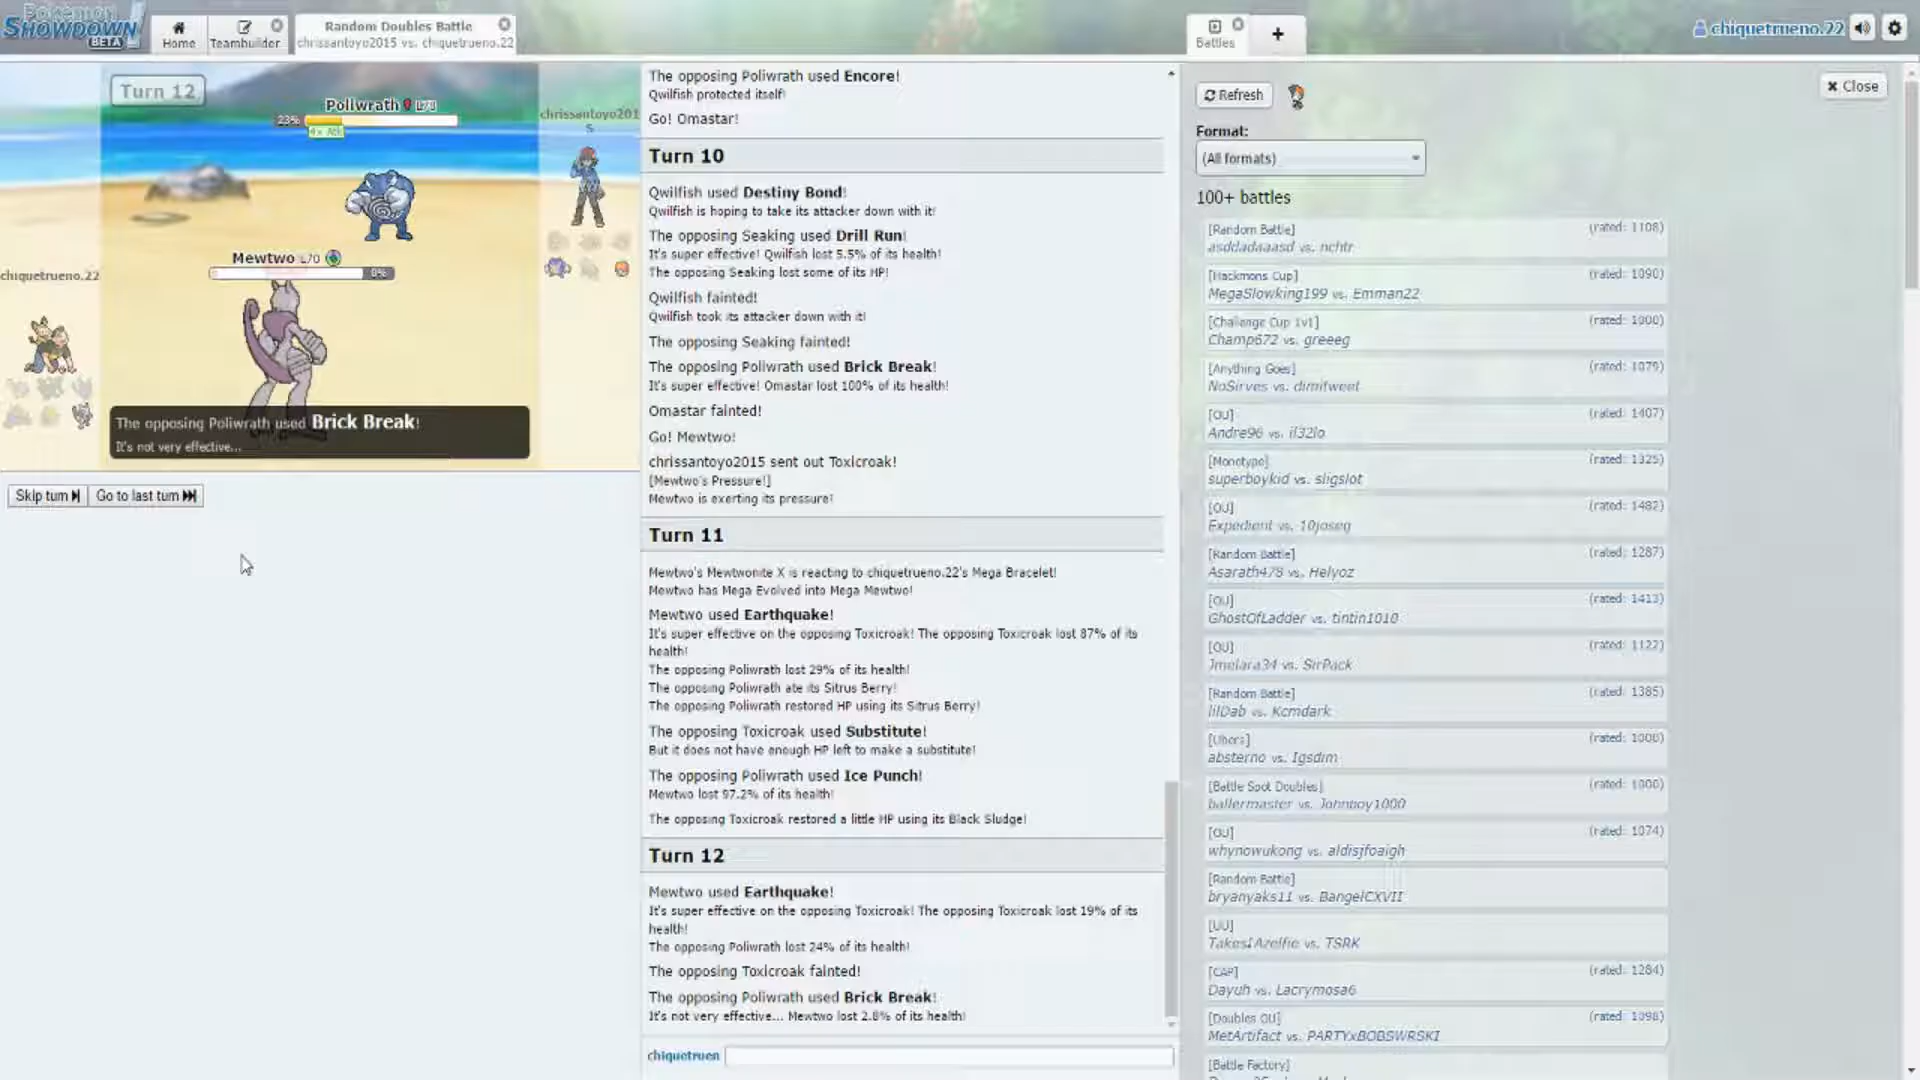 Pokémon
SHOWDOWN!
BETA
Home
Teambuilder
Random Doubles Battle
chrissantoyo2015 vs. chiquetrueno.22
Battles
chiquetrueno.22
Turn 12
Poliwrath L73
23%
4× Atk
chrissantoyo201
5
Mewtwo L70
0%
chiquetrueno.22
The opposing Poliwrath used Brick Break!
It's not very effective...
Skip turn
Go to last turn
The opposing Poliwrath used Encore!
Qwilfish protected itself!
Go! Omastar!
Turn 10
Qwilfish used Destiny Bond!
Qwilfish is hoping to take its attacker down with it!
The opposing Seaking used Drill Run!
It's super effective! Qwilfish lost 5.5% of its health!
The opposing Seaking lost some of its HP!
Qwilfish fainted!
Qwilfish took its attacker down with it!
The opposing Seaking fainted!
The opposing Poliwrath used Brick Break!
It's super effective! Omastar lost 100% of its health!
Omastar fainted!
Go! Mewtwo!
chrissantoyo2015 sent out Toxicroak!
[Mewtwo's Pressure!]
Mewtwo is exerting its pressure!
Turn 11
Mewtwo's Mewtwonite X is reacting to chiquetrueno.22's Mega Bracelet!
Mewtwo has Mega Evolved into Mega Mewtwo!
Mewtwo used Earthquake!
It's super effective on the opposing Toxicroak! The opposing Toxicroak lost 87% of its
health!
The opposing Poliwrath lost 29% of its health!
The opposing Poliwrath ate its Sitrus Berry!
The opposing Poliwrath restored HP using its Sitrus Berry!
The opposing Toxicroak used Substitute!
But it does not have enough HP left to make a substitute!
The opposing Poliwrath used Ice Punch!
Mewtwo lost 97.2% of its health!
The opposing Toxicroak restored a little HP using its Black Sludge!
Turn 12
Mewtwo used Earthquake!
It's super effective on the opposing Toxicroak! The opposing Toxicroak lost 19% of its
health!
The opposing Poliwrath lost 24% of its health!
The opposing Toxicroak fainted!
The opposing Poliwrath used Brick Break!
It's not very effective... Mewtwo lost 2.8% of its health!
chiquetruen
Refresh
Close
Format:
(All formats)
100+ battles
[Random Battle] (rated: 1108)
asddadaaasd vs. nchtr
[Hackmons Cup] (rated: 1090)
MegaSlowking199 vs. Emman22
[Challenge Cup 1v1] (rated: 1000)
Champ672 vs. greeeg
[Anything Goes] (rated: 1079)
NoSirves vs. dimitweet
[OU] (rated: 1407)
Andre96 vs. il32lo
[Monotype] (rated: 1325)
superboykid vs. sligslot
[OU] (rated: 1482)
Expedient vs. 10joseg
[Random Battle] (rated: 1287)
Asarath478 vs. Helyoz
[OU] (rated: 1413)
GhostOfLadder vs. tintin1010
[OU] (rated: 1122)
Jmelara34 vs. SirPack
[Random Battle] (rated: 1385)
lilDab vs. Kcmdark
[Ubers] (rated: 1000)
absterno vs. Igsdim
[Battle Spot Doubles] (rated: 1000)
ballermaster vs. Johnboy1000
[OU] (rated: 1074)
whynowukong vs. aldisjfoaigh
[Random Battle]
bryanyaks11 vs. BangelCXVII
[UU]
TakesIAzelfie vs. TSRK
[CAP] (rated: 1284)
Dayuh vs. Lacrymosa6
[Doubles OU] (rated: 1098)
MetArtifact vs. PARTYxBOBSWRSKI
[Battle Factory]